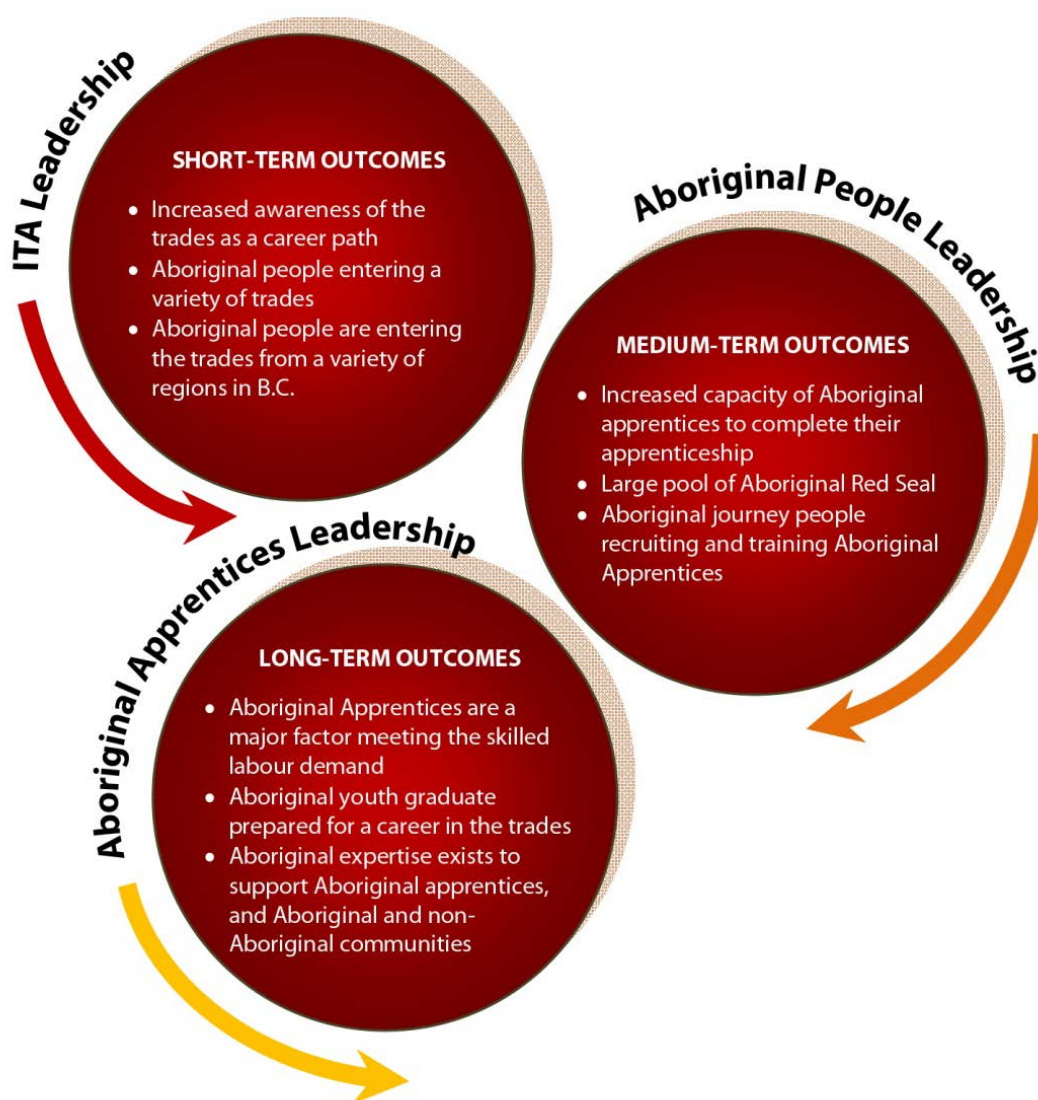 ITA Leadership
SHORT-TERM OUTCOMES
• Increased awareness of the
trades as a career path
• Aboriginal people entering a
variety of trades
• Aboriginal people are entering
the trades from a variety of
regions in B.C.
Aboriginal People Leadership
MEDIUM-TERM OUTCOMES
• Increased capacity of Aboriginal
apprentices to complete their
apprenticeship
• Large pool of Aboriginal Red Seal
• Aboriginal journey people
recruiting and training Aboriginal
Apprentices
Aboriginal Apprentices Leadership
LONG-TERM OUTCOMES
• Aboriginal Apprentices are a
major factor meeting the skilled
labour demand
• Aboriginal youth graduate
prepared for a career in the trades
• Aboriginal expertise exists to
support Aboriginal apprentices,
and Aboriginal and non-
Aboriginal communities